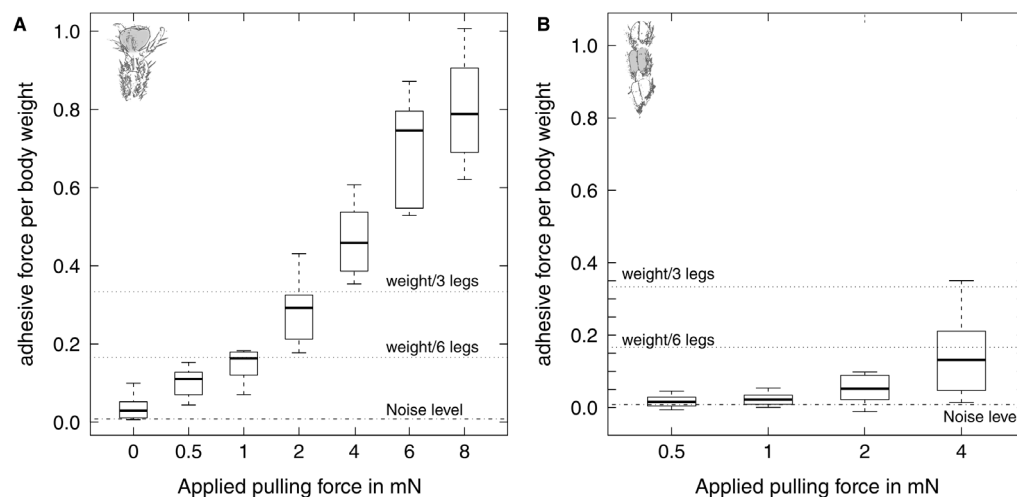 A
adhesive force per body weight
1.0
0.8
0.6
0.4
0.2
0.0
weight/3 legs
weight/6 legs
Noise level
0 0.5 1 2 4 6 8
Applied pulling force in mN
B
adhesive force per body weight
1.0
0.8
0.6
0.4
0.2
0.0
weight/3 legs
weight/6 legs
Noise level
0.5 1 2 4
Applied pulling force in mN